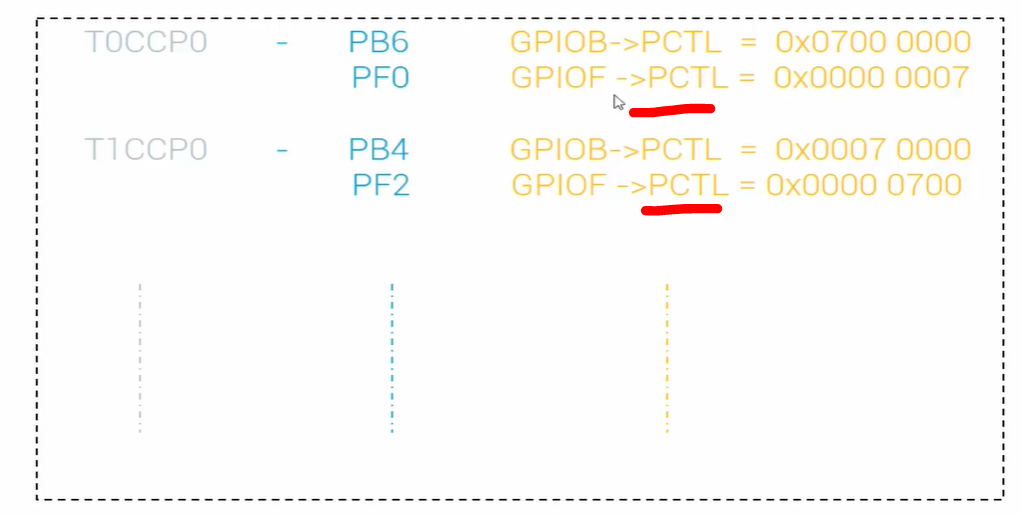 T0CCP0 - PB6 GPIOB->PCTL = 0x0700 0000
PF0 GPIOF ->PCTL = 0x0000 0007
T1CCP0 - PB4 GPIOB->PCTL = 0x0007 0000
PF2 GPIOF ->PCTL = 0x0000 0700